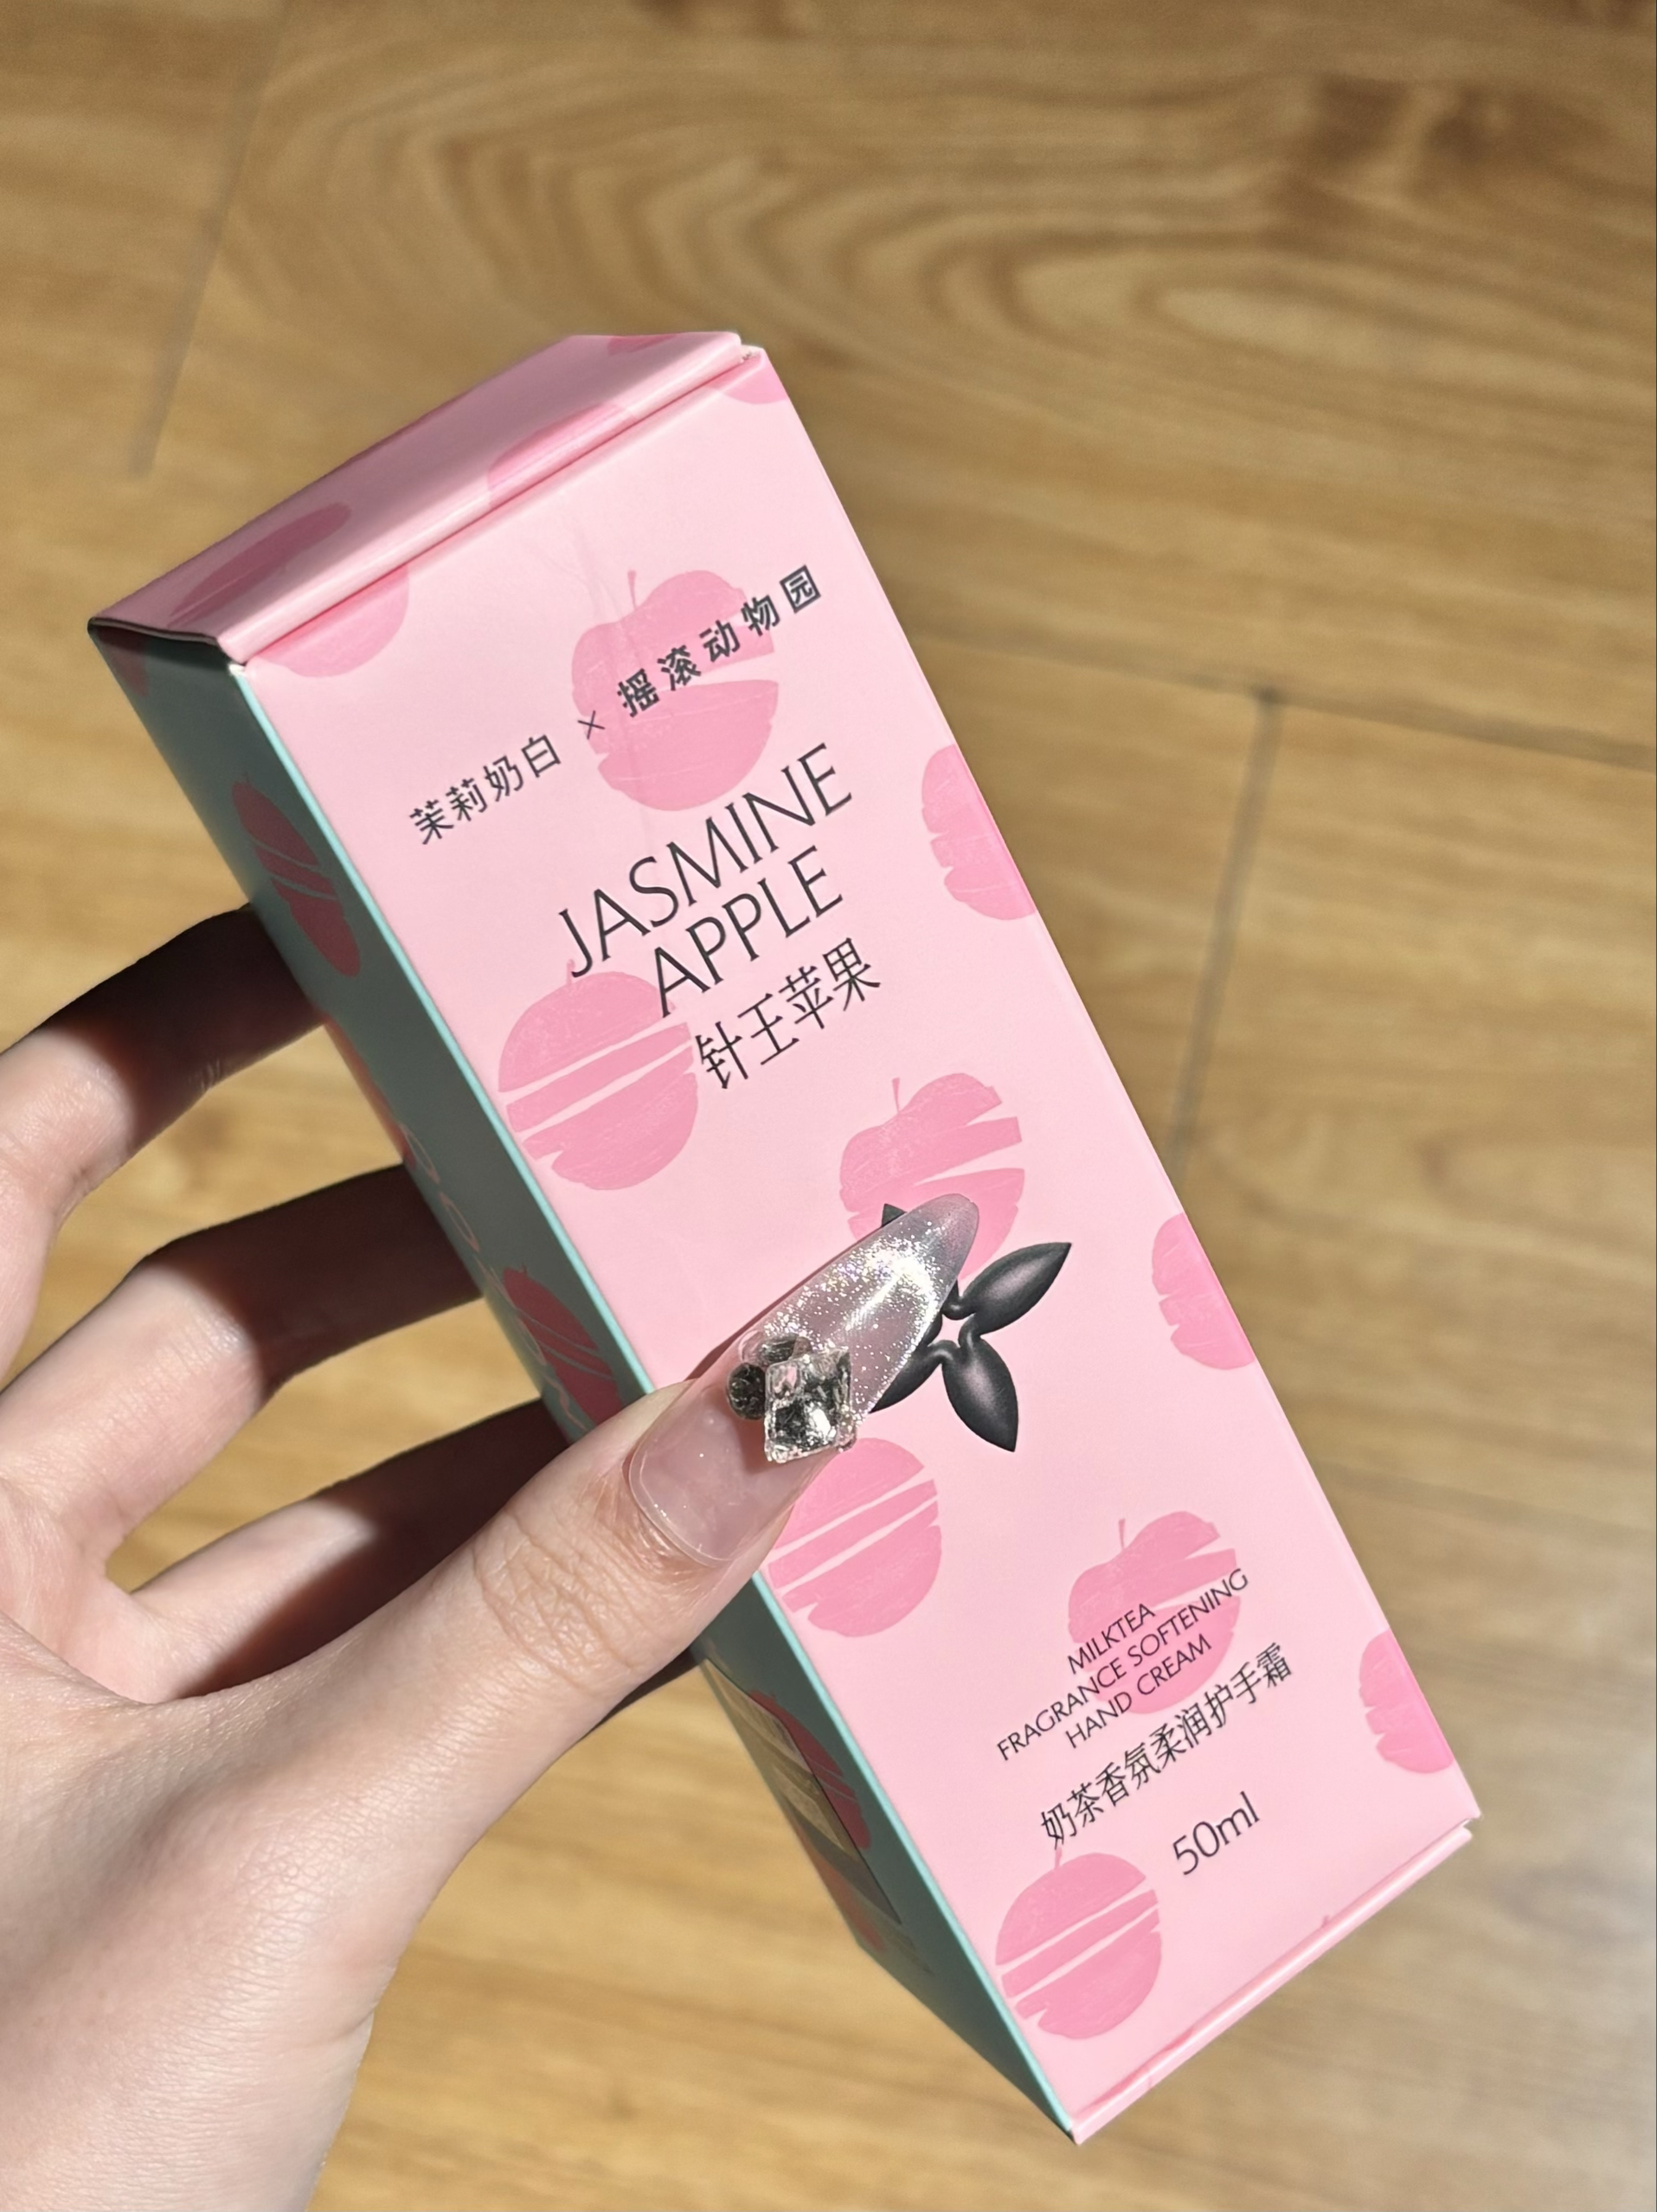 茉莉奶白 × 摇滚动物园
JASMINE
APPLE
针王苹果
MILKTEA
FRAGRANCE SOFTENING
HAND CREAM
奶茶香氛柔润护手霜
50ml